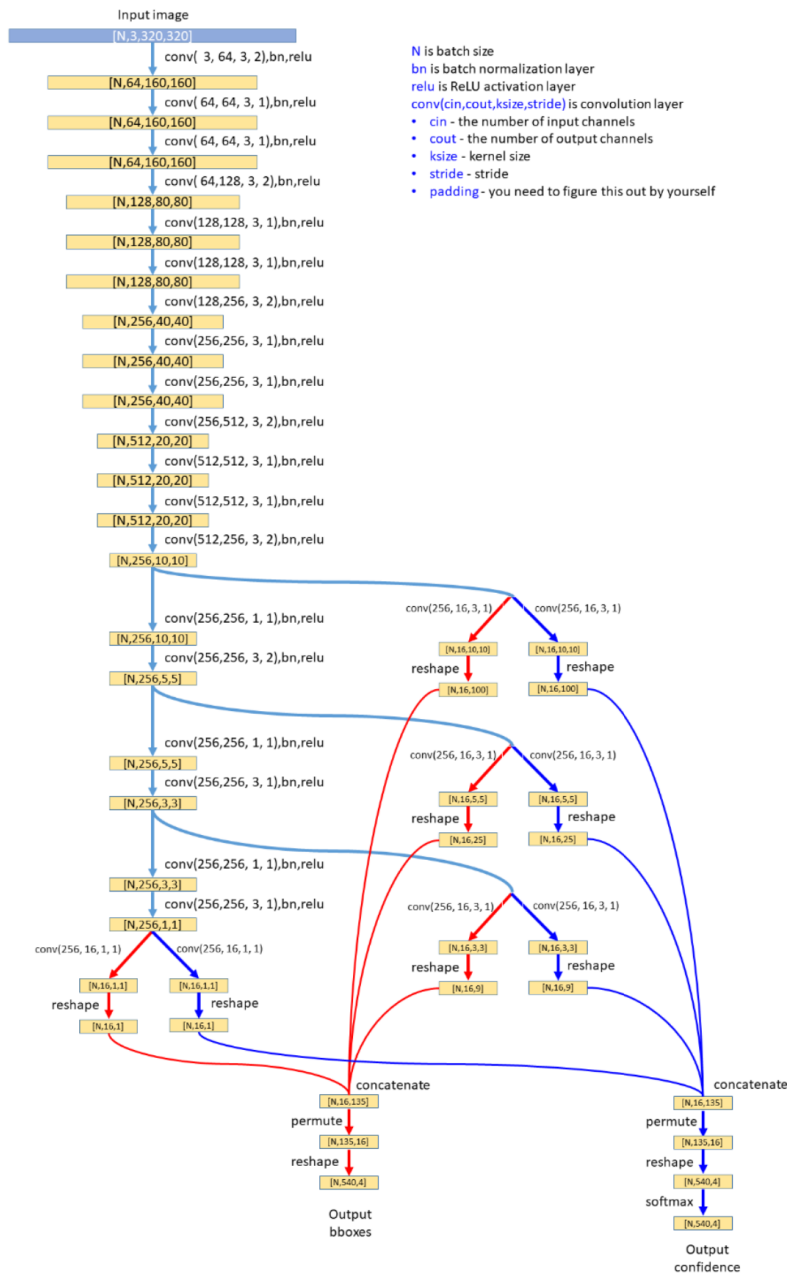 Input image
[N,3,320,320]
conv( 3, 64, 3, 2),bn,relu
[N,64,160,160]
conv( 64, 64, 3, 1),bn,relu
[N,64,160,160]
conv( 64, 64, 3, 1),bn,relu
[N,64,160,160]
conv( 64,128, 3, 2),bn,relu
[N,128,80,80]
conv(128,128, 3, 1),bn,relu
[N,128,80,80]
conv(128,128, 3, 1),bn,relu
[N,128,80,80]
conv(128,256, 3, 2),bn,relu
[N,256,40,40]
conv(256,256, 3, 1),bn,relu
[N,256,40,40]
conv(256,256, 3, 1),bn,relu
[N,256,40,40]
conv(256,512, 3, 2),bn,relu
[N,512,20,20]
conv(512,512, 3, 1),bn,relu
[N,512,20,20]
conv(512,512, 3, 1),bn,relu
[N,512,20,20]
conv(512,256, 3, 2),bn,relu
[N,256,10,10]
conv(256,256, 1, 1),bn,relu
[N,256,10,10]
conv(256,256, 3, 2),bn,relu
[N,256,5,5]
conv(256,256, 1, 1),bn,relu
[N,256,5,5]
conv(256,256, 3, 1),bn,relu
[N,256,3,3]
conv(256,256, 1, 1),bn,relu
[N,256,3,3]
conv(256,256, 3, 1),bn,relu
[N,256,1,1]
conv(256, 16, 1, 1)
conv(256, 16, 1, 1)
[N,16,1,1]
[N,16,1,1]
reshape
reshape
[N,16,1]
[N,16,1]
N is batch size
bn is batch normalization layer
relu is ReLU activation layer
conv(cin,cout,ksize,stride) is convolution layer
• cin - the number of input channels
• cout - the number of output channels
• ksize - kernel size
• stride - stride
• padding - you need to figure this out by yourself
conv(256, 16, 3, 1)
conv(256, 16, 3, 1)
[N,16,10,10]
[N,16,10,10]
reshape
reshape
[N,16,100]
[N,16,100]
conv(256, 16, 3, 1)
conv(256, 16, 3, 1)
[N,16,5,5]
[N,16,5,5]
reshape
reshape
[N,16,25]
[N,16,25]
conv(256, 16, 3, 1)
conv(256, 16, 3, 1)
[N,16,3,3]
[N,16,3,3]
reshape
reshape
[N,16,9]
[N,16,9]
concatenate
[N,16,135]
permute
[N,135,16]
reshape
[N,540,4]
Output
bboxes
concatenate
[N,16,135]
permute
[N,135,16]
reshape
[N,540,4]
softmax
[N,540,4]
Output
confidence